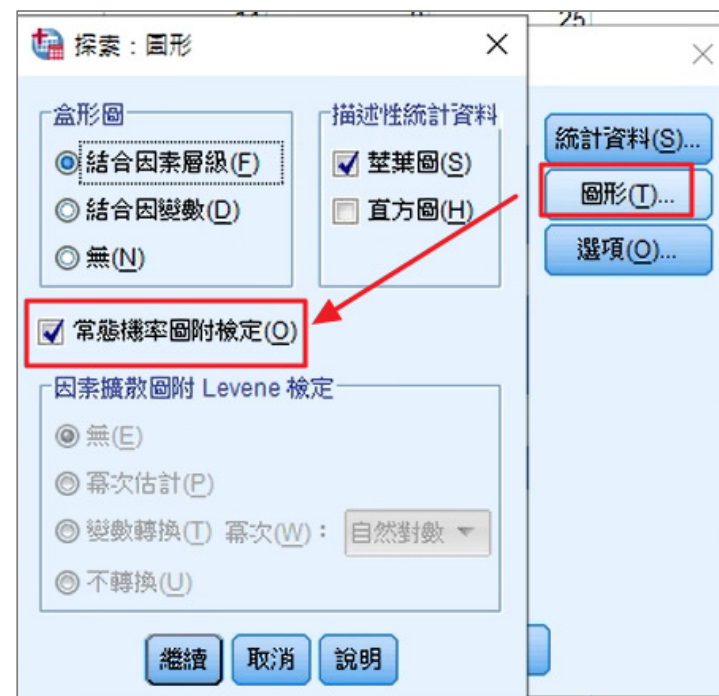 14
25
探索：圖形
盒形圖
結合因素層級(F)
結合因變數(D)
無(N)
描述性統計資料
莖葉圖(S)
直方圖(H)
常態機率圖附檢定(O)
因素擴散圖附 Levene 檢定
無(E)
冪次估計(P)
變數轉換(T) 冪次(W)： 自然對數
不轉換(U)
繼續 取消 說明
統計資料(S)...
圖形(T)...
選項(O)...